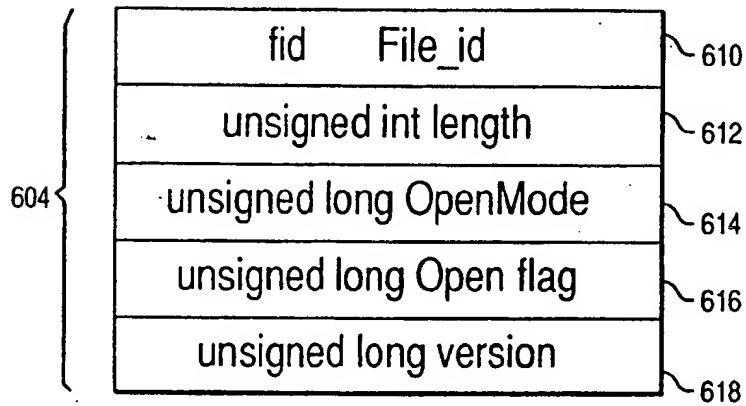 fid File_id 610
unsigned int length 612
604 unsigned long OpenMode 614
unsigned long Open flag 616
unsigned long version 618